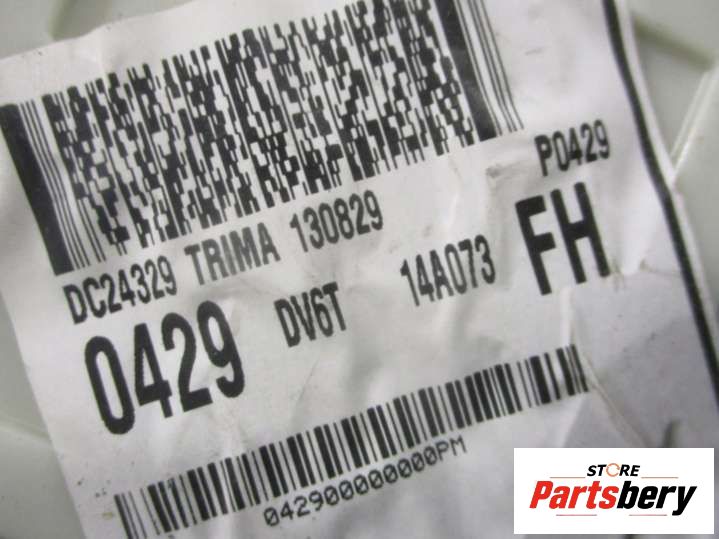 P0429
DC24329 TRIMA 130829
0429 DV6T 14A073 FH
042900000000PM
STORE
Partsbery